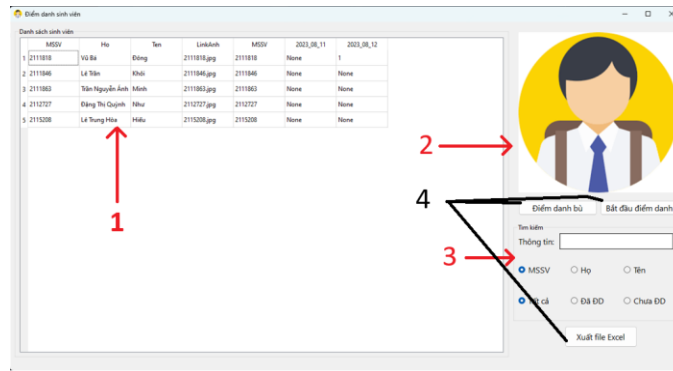 Điểm danh sinh viên
Danh sách sinh viên
MSSV Họ Tên LinkAnh MSSV 2023_08_11 2023_08_12
1 2111818 Vũ Bá Đông 2111818.jpg 2111818 None 1
2 2111846 Lê Trần Khôi 2111846.jpg 2111846 None None
3 2111863 Trần Nguyễn Ánh Minh 2111863.jpg 2111863 None None
4 2112727 Đặng Thị Quỳnh Như 2112727.jpg 2112727 None None
5 2115208 Lê Trung Hòa Hiếu 2115208.jpg 2115208 None None
1
2
4
Điểm danh bù Bắt đầu điểm danh
Tìm kiếm
Thông tin:
3
MSSV Họ Tên
Tất cả Đã ĐD Chưa ĐD
Xuất file Excel